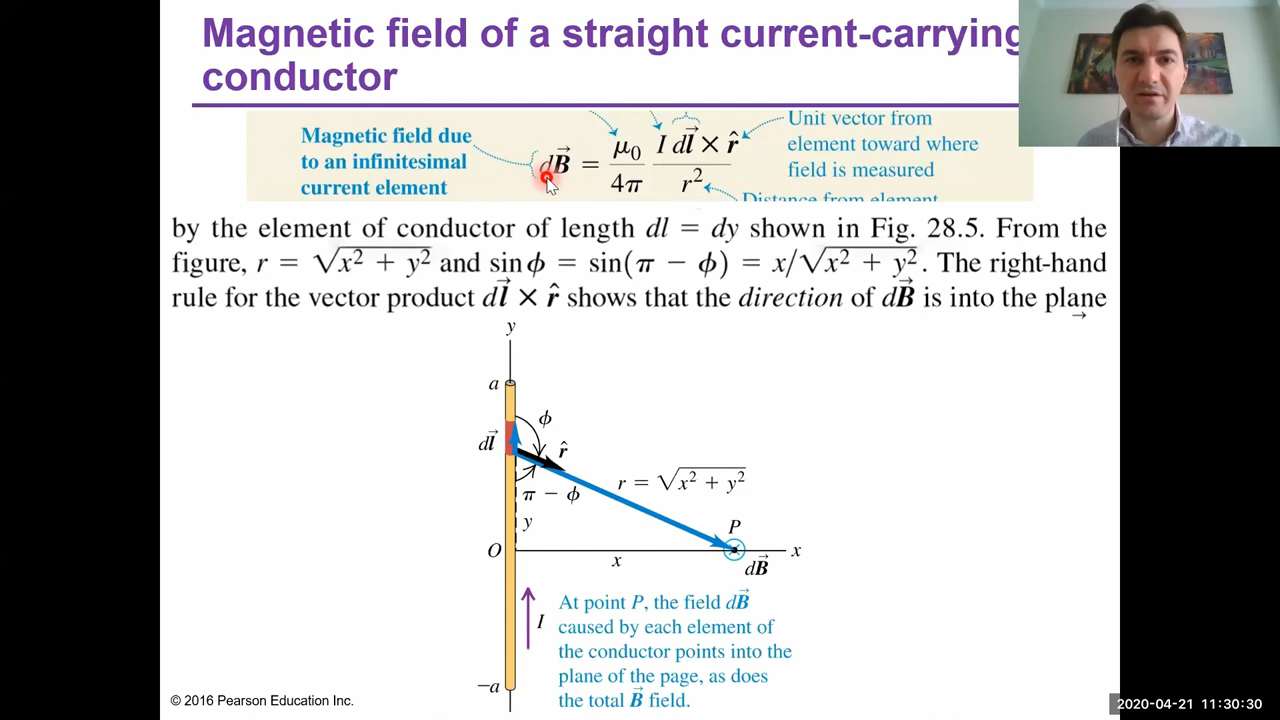 Magnetic field of a straight current-carrying
conductor
Magnetic field due
to an infinitesimal
current element
dB⃗ = μ₀/4π I dl⃗ × r̂/r²
Unit vector from
element toward where
field is measured
Distance from element
by the element of conductor of length dl = dy shown in Fig. 28.5. From the
figure, r = √x² + y² and sin ϕ = sin(π − ϕ) = x/√x² + y². The right-hand
rule for the vector product dl⃗ × r̂ shows that the direction of dB⃗ is into the plane
y
a
ϕ
dl⃗
r̂
r = √x² + y²
π − ϕ
y
P
O
x
x
dB⃗
I
At point P, the field dB⃗
caused by each element of
the conductor points into the
plane of the page, as does
the total B⃗ field.
−a
© 2016 Pearson Education Inc.
2020-04-21 11:30:30